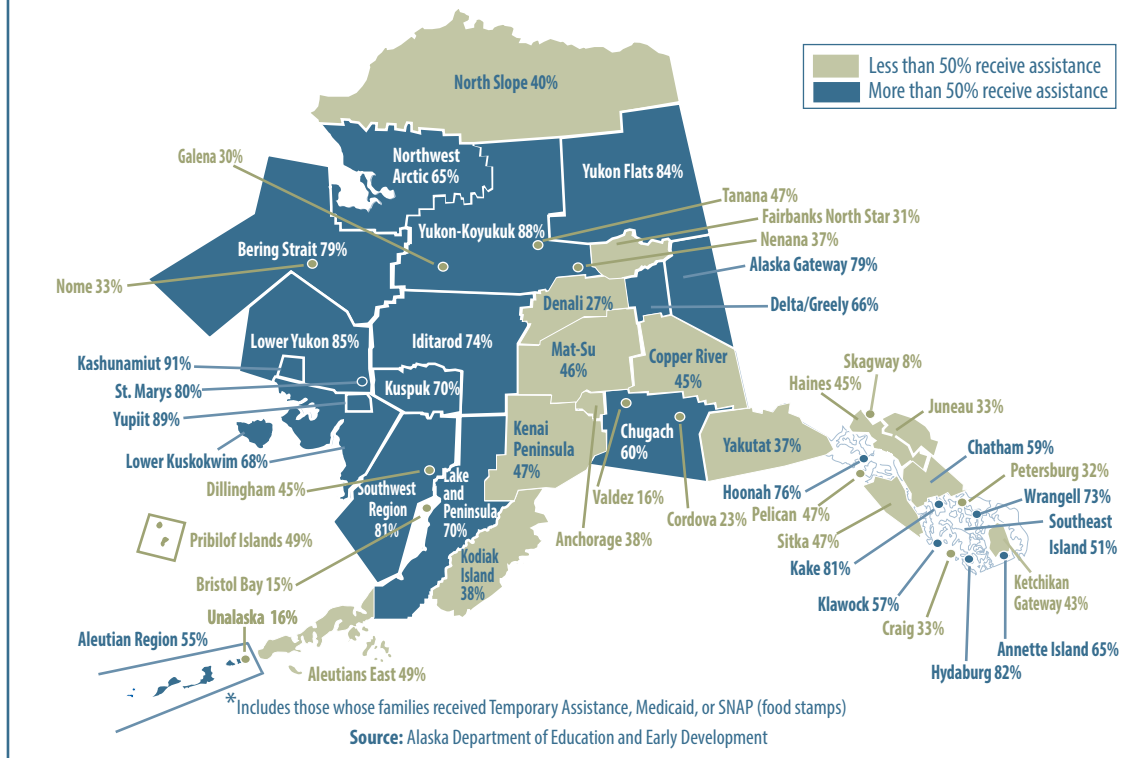 Less than 50% receive assistance
More than 50% receive assistance
North Slope 40%
Galena 30%
Northwest
Arctic 65%
Yukon Flats 84%
Tanana 47%
Fairbanks North Star 31%
Yukon-Koyukuk 88%
Nenana 37%
Bering Strait 79%
Alaska Gateway 79%
Nome 33%
Denali 27%
Delta/Greely 66%
Lower Yukon 85%
Iditarod 74%
Mat-Su
46%
Copper River
45%
Kashunamiut 91%
St. Marys 80%
Kuspuk 70%
Yupiit 89%
Skagway 8%
Haines 45%
Juneau 33%
Kenai
Peninsula
47%
Chugach
60%
Yakutat 37%
Chatham 59%
Lower Kuskokwim 68%
Petersburg 32%
Dillingham 45%
Southwest
Region
81%
Lake
and
Peninsula
70%
Valdez 16%
Cordova 23%
Hoonah 76%
Pelican 47%
Wrangell 73%
Southeast
Island 51%
Pribilof Islands 49%
Anchorage 38%
Sitka 47%
Kake 81%
Kodiak
Island
38%
Bristol Bay 15%
Ketchikan
Gateway 43%
Klawock 57%
Craig 33%
Unalaska 16%
Aleutian Region 55%
Annette Island 65%
Hydaburg 82%
Aleutians East 49%
*Includes those whose families received Temporary Assistance, Medicaid, or SNAP (food stamps)
Source: Alaska Department of Education and Early Development